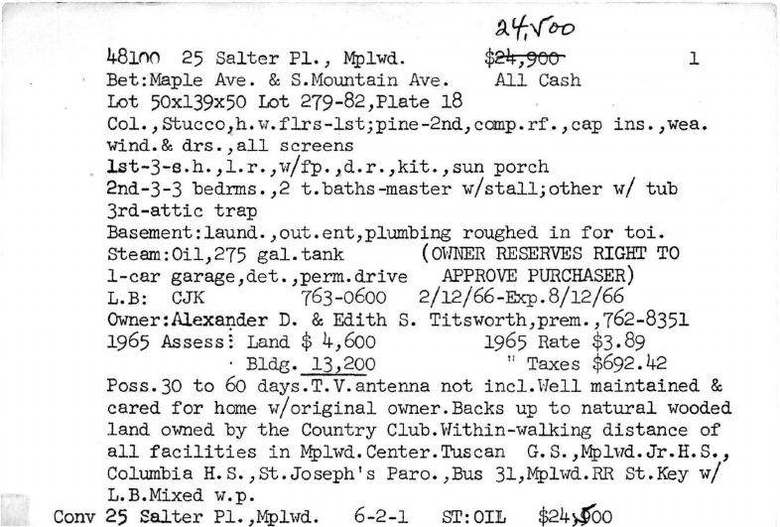 24,500
48100 25 Salter Pl., Mplwd. $24,900 1
Bet:Maple Ave. & S.Mountain Ave. All Cash
Lot 50x139x50 Lot 279-82,Plate 18
Col.,Stucco,h.w.flrs-1st;pine-2nd,comp.rf.,cap ins.,wea.
wind.& drs.,all screens
1st-3-s.h.,l.r.,w/fp.,d.r.,kit.,sun porch
2nd-3-3 bedrms.,2 t.baths-master w/stall;other w/ tub
3rd-attic trap
Basement:laund.,out.ent,plumbing roughed in for toi.
Steam:Oil,275 gal.tank (OWNER RESERVES RIGHT TO
1-car garage,det.,perm.drive APPROVE PURCHASER)
L.B: CJK 763-0600 2/12/66-Exp.8/12/66
Owner:Alexander D. & Edith S. Titsworth,prem.,762-8351
1965 Assess: Land $ 4,600 1965 Rate $3.89
Bldg. 13,200 " Taxes $692.42
Poss.30 to 60 days.T.V.antenna not incl.Well maintained &
cared for home w/original owner.Backs up to natural wooded
land owned by the Country Club.Within-walking distance of
all facilities in Mplwd.Center.Tuscan G.S.,Mplwd.Jr.H.S.,
Columbia H.S.,St.Joseph's Paro.,Bus 31,Mplwd.RR St.Key w/
L.B.Mixed w.p.
Conv 25 Salter Pl.,Mplwd. 6-2-1 ST:OIL $24,500